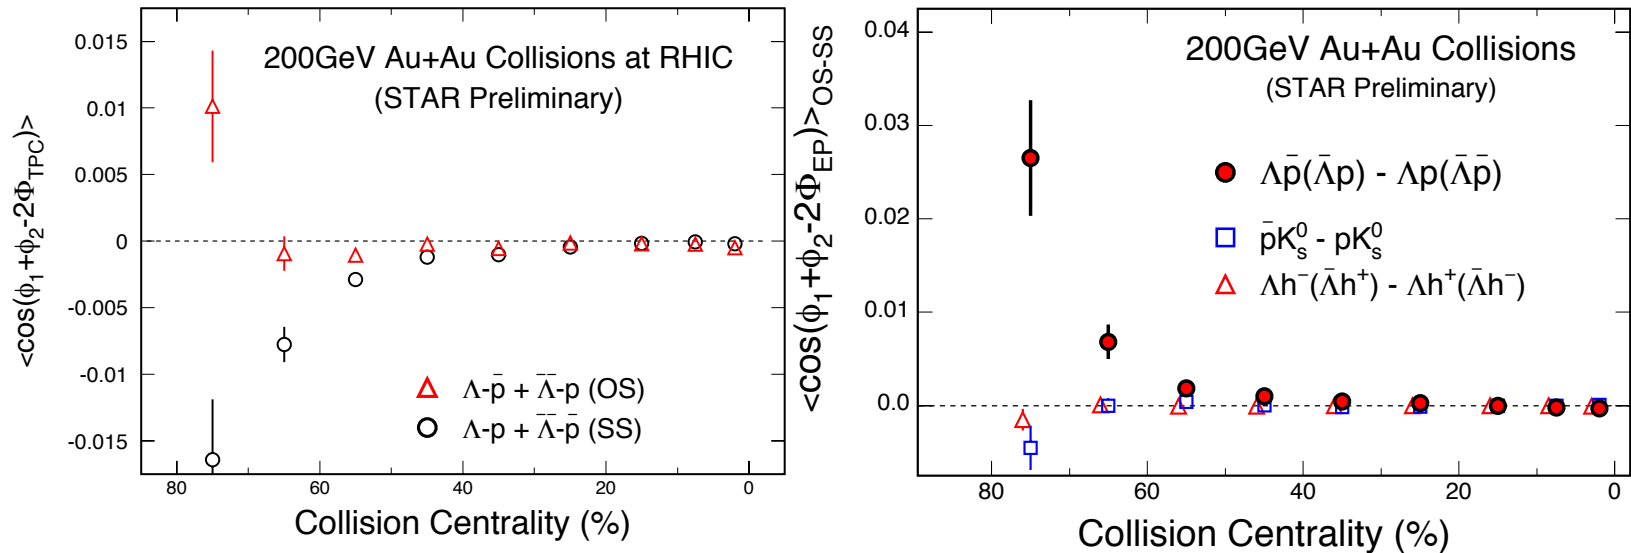 200GeV Au+Au Collisions at RHIC
(STAR Preliminary)
<cos(ϕ₁+ϕ₂-2Φ_TPC)>
0.015
0.01
0.005
0
-0.005
-0.01
-0.015
Λ-p̄ + Λ̄-p (OS)
Λ-p + Λ̄-p̄ (SS)
80 60 40 20 0
Collision Centrality (%)
200GeV Au+Au Collisions
(STAR Preliminary)
<cos(ϕ₁+ϕ₂-2Φ_EP)>_OS-SS
0.04
0.03
0.02
0.01
0.0
Λp̄(Λ̄p) - Λp(Λ̄p̄)
p̄K⁰ₛ - pK⁰ₛ
Λh⁻(Λ̄h⁺) - Λh⁺(Λ̄h⁻)
80 60 40 20 0
Collision Centrality (%)